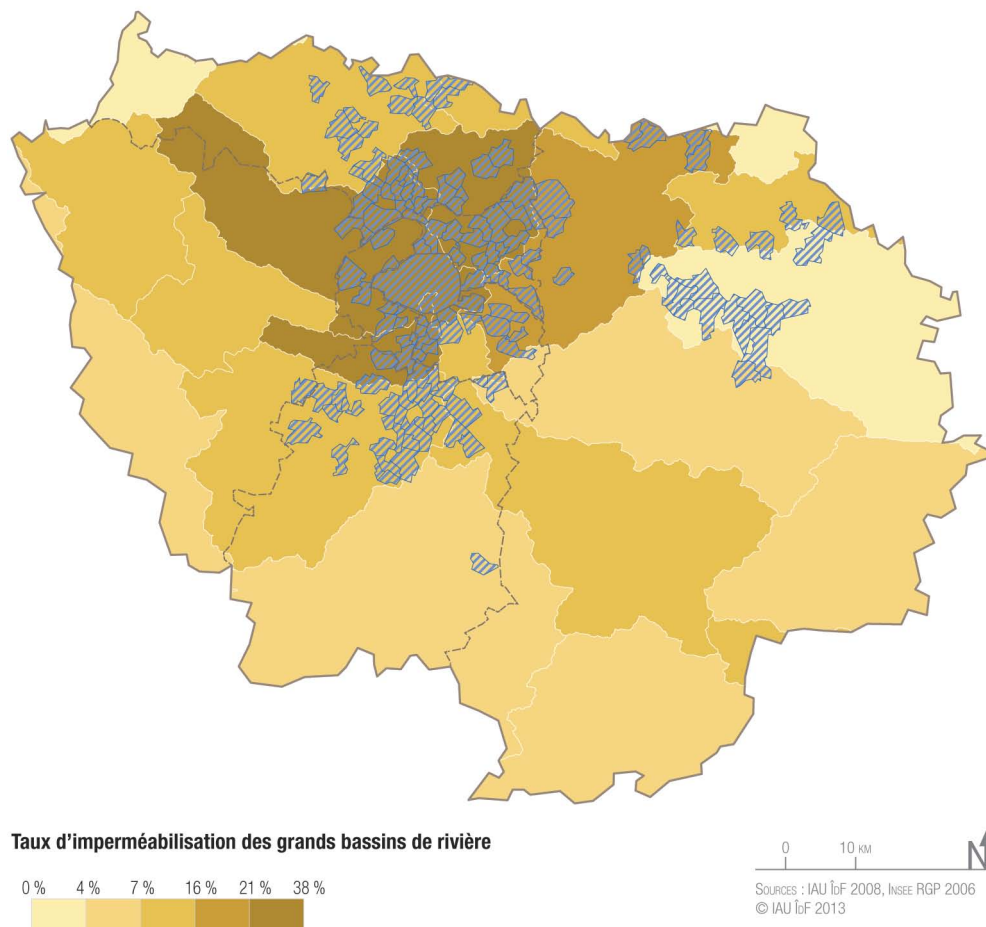 Taux d’imperméabilisation des grands bassins de rivière
0 % 4 % 7 % 16 % 21 % 38 %
0 10 KM
N
SOURCES : IAU ÎDF 2008, INSEE RGP 2006
© IAU ÎDF 2013